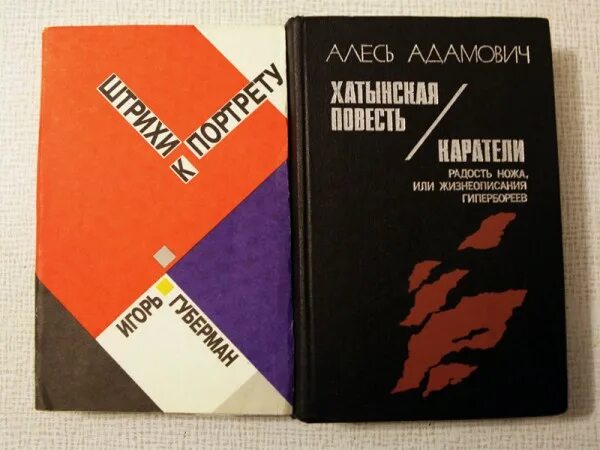 ШТРИХИ
К
ПОРТРЕТУ
ИГОРЬ
ГУБЕРМАН
АЛЕСЬ АДАМОВИЧ
ХАТЫНСКАЯ
ПОВЕСТЬ
КАРАТЕЛИ
РАДОСТЬ НОЖА,
ИЛИ ЖИЗНЕОПИСАНИЯ
ГИПЕРБОРЕЕВ